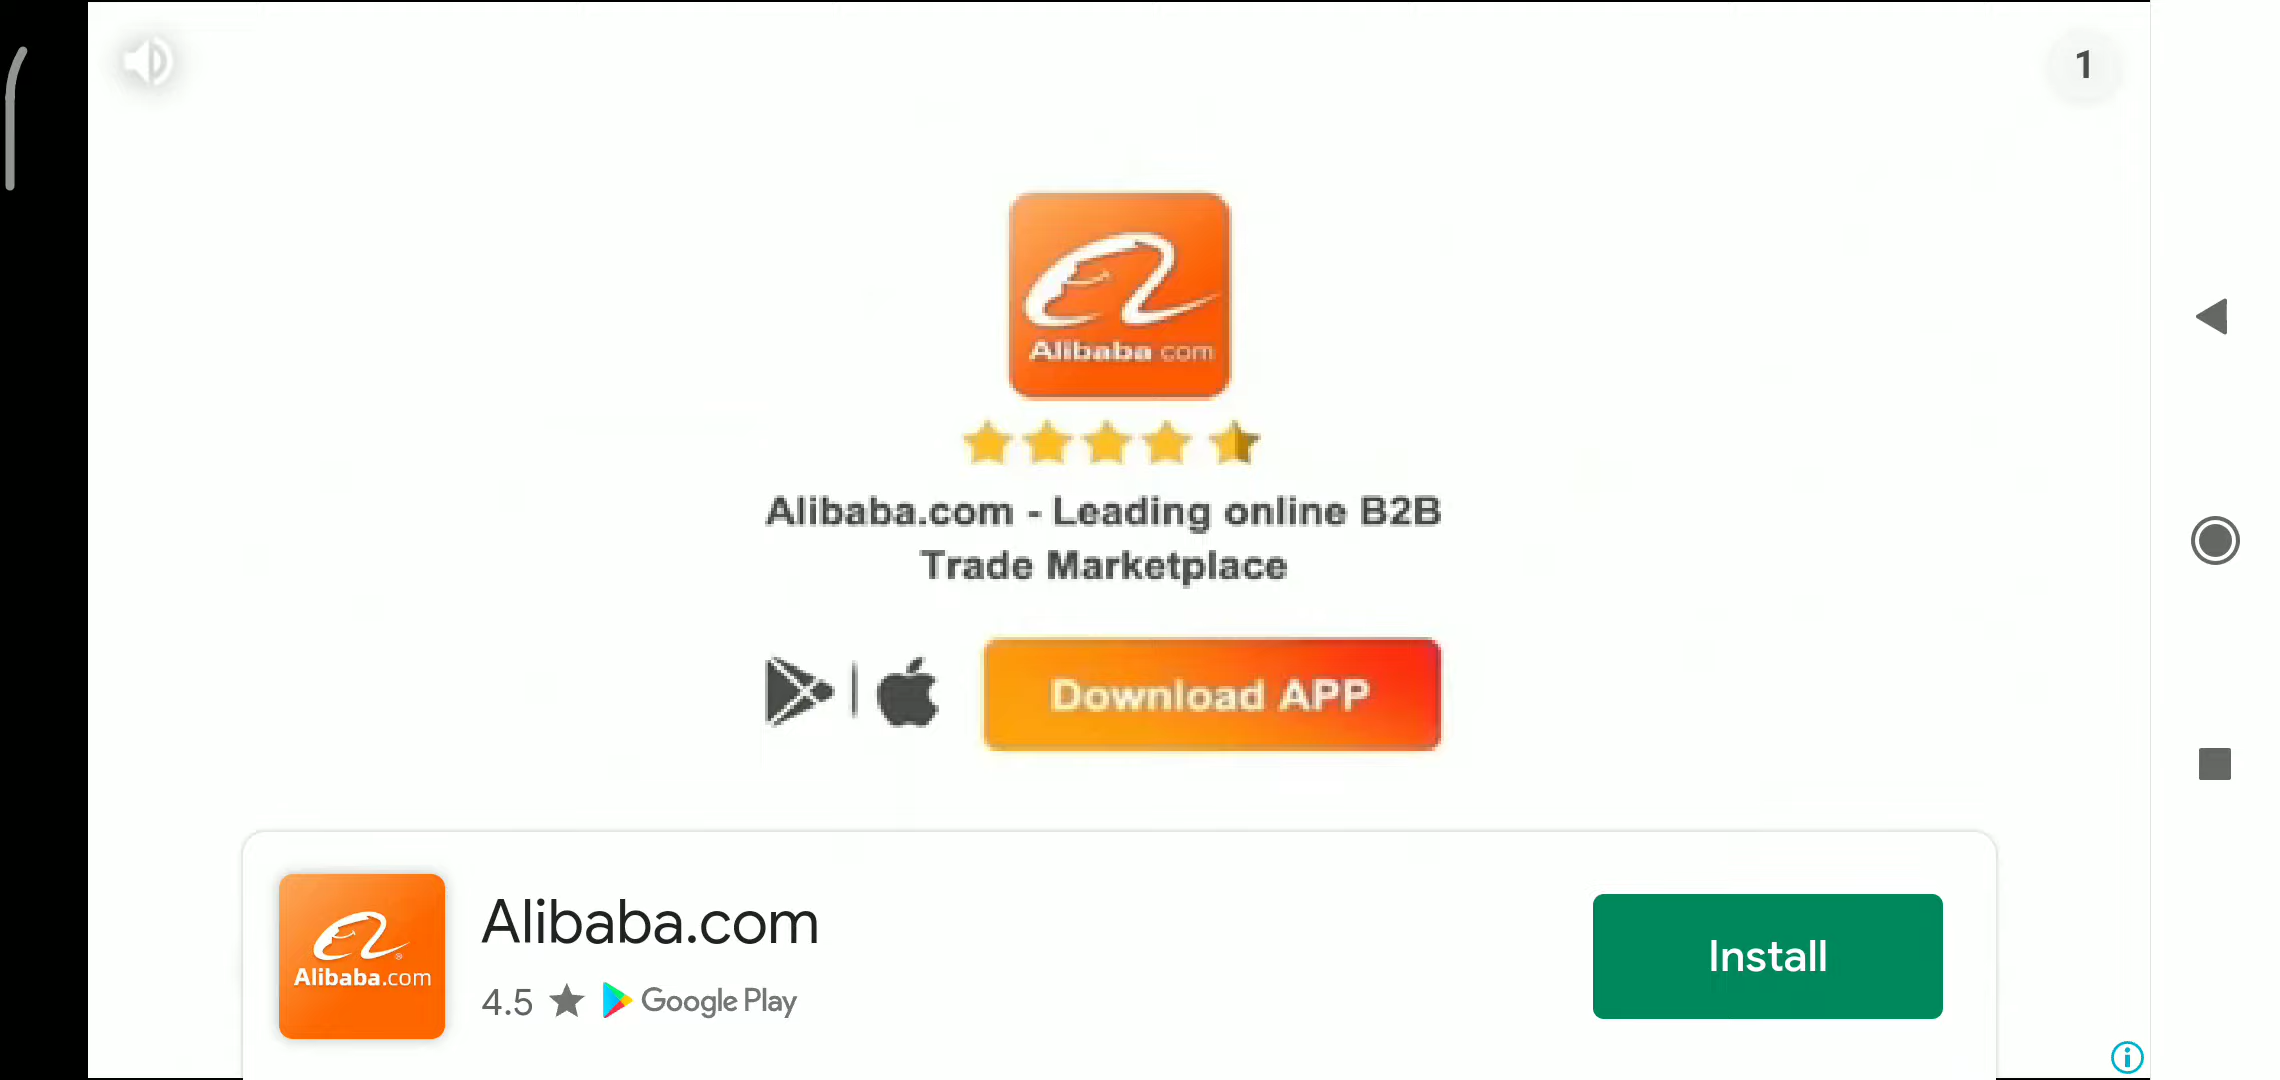 1
Alibaba.com
Alibaba.com - Leading online B2B
Trade Marketplace
Download APP
Alibaba.com
Alibaba.com
4.5 Google Play
Install